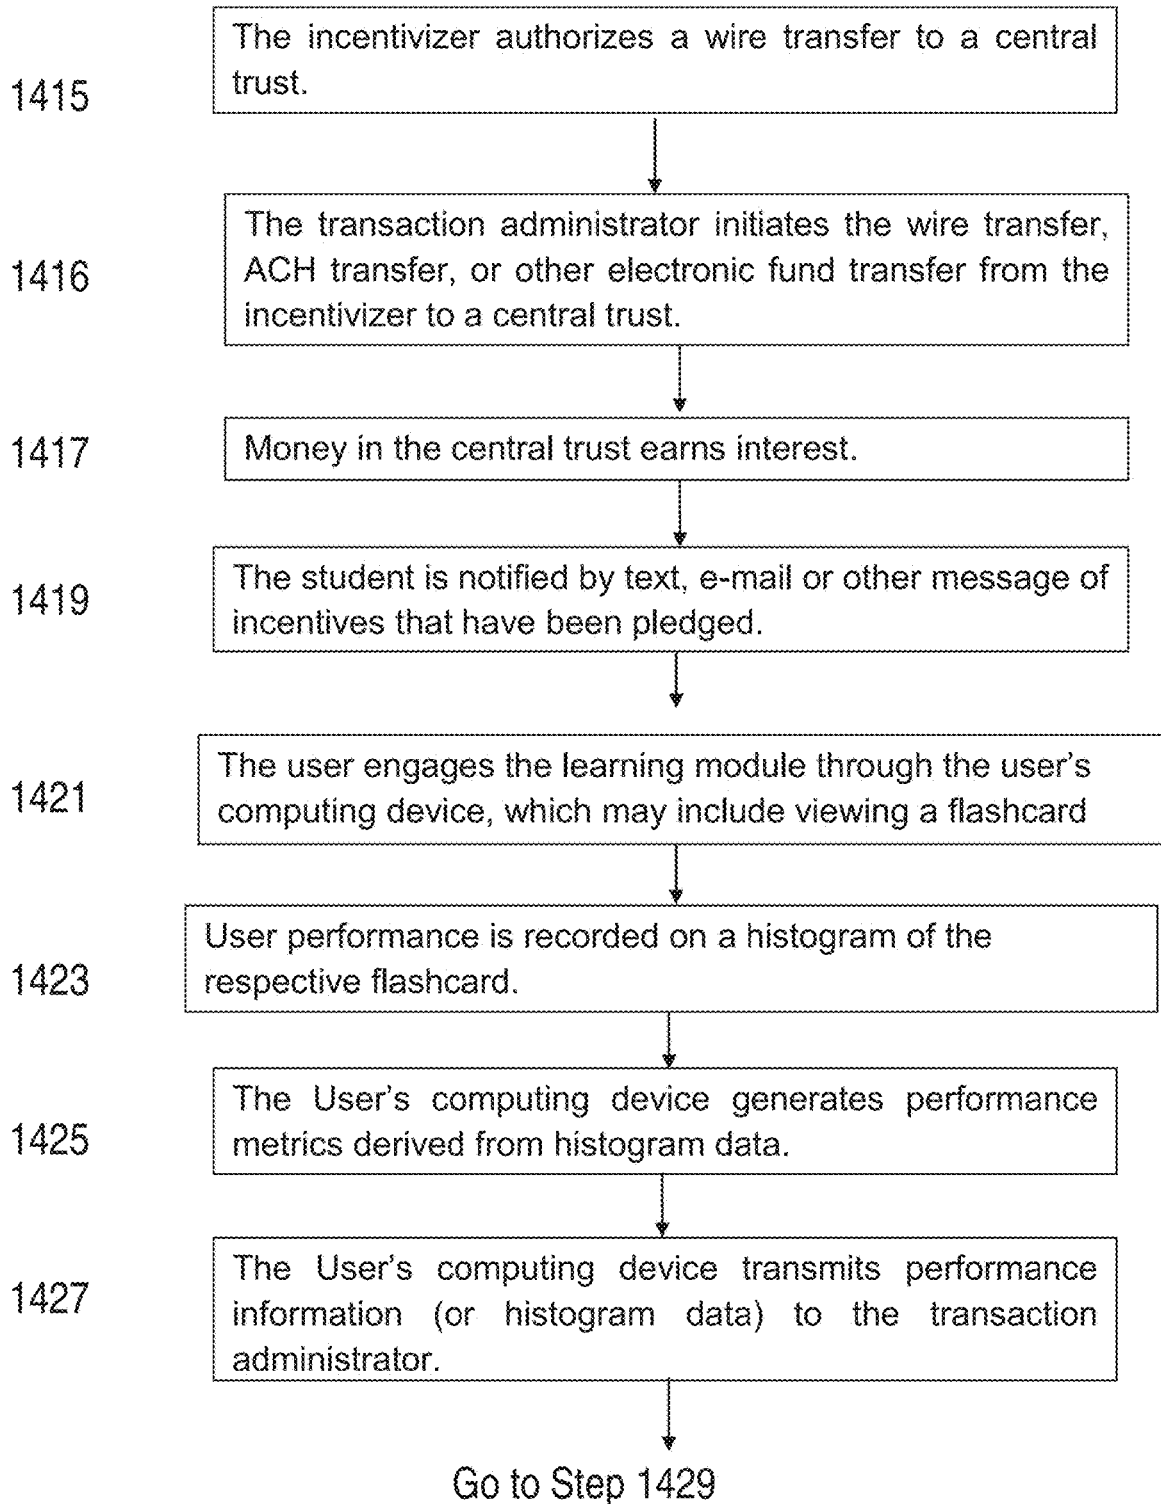 The incentivizer authorizes a wire transfer to a central
trust.
1415
The transaction administrator initiates the wire transfer,
ACH transfer, or other electronic fund transfer from the
incentivizer to a central trust.
1416
Money in the central trust earns interest.
1417
The student is notified by text, e-mail or other message of
incentives that have been pledged.
1419
The user engages the learning module through the user's
computing device, which may include viewing a flashcard
1421
User performance is recorded on a histogram of the
respective flashcard.
1423
The User's computing device generates performance
metrics derived from histogram data.
1425
The User's computing device transmits performance
information (or histogram data) to the transaction
administrator.
1427
Go to Step 1429